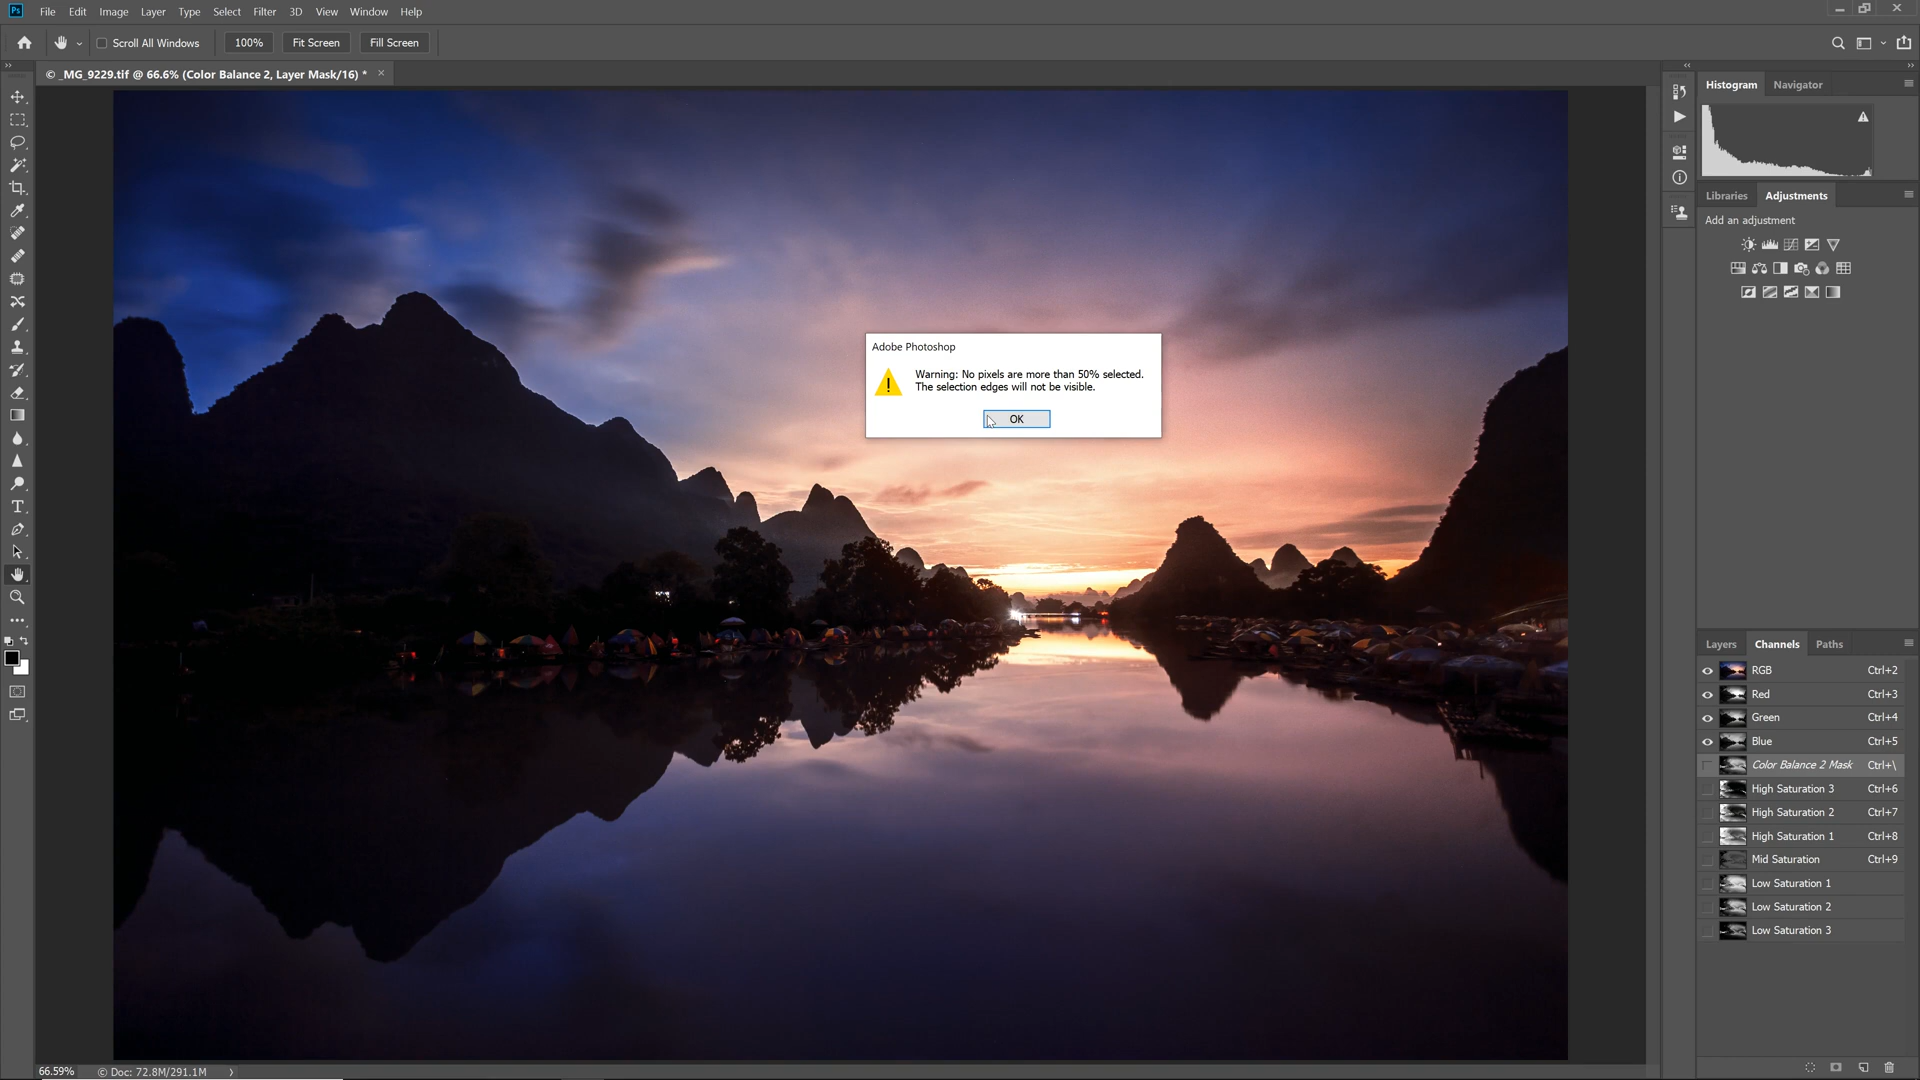 Ps File Edit Image Layer Type Select Filter 3D View Window Help
Scroll All Windows 100% Fit Screen Fill Screen
© _MG_9229.tif @ 66.6% (Color Balance 2, Layer Mask/16) *
Histogram Navigator
Libraries Adjustments
Add an adjustment
Adobe Photoshop
Warning: No pixels are more than 50% selected.
The selection edges will not be visible.
OK
Layers Channels Paths
RGB Ctrl+2
Red Ctrl+3
Green Ctrl+4
Blue Ctrl+5
Color Balance 2 Mask Ctrl+\
High Saturation 3 Ctrl+6
High Saturation 2 Ctrl+7
High Saturation 1 Ctrl+8
Mid Saturation Ctrl+9
Low Saturation 1
Low Saturation 2
Low Saturation 3
66.59% © Doc: 72.8M/291.1M